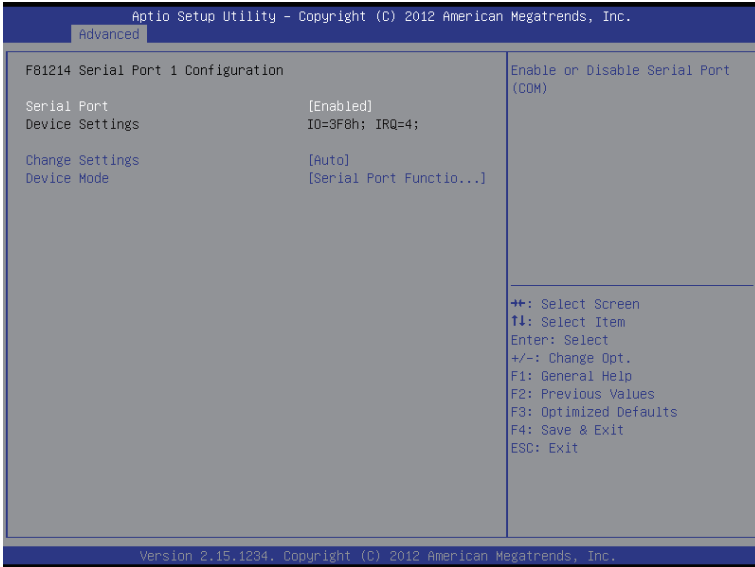 Aptio Setup Utility – Copyright (C) 2012 American Megatrends, Inc.
Advanced
F81214 Serial Port 1 Configuration
Serial Port [Enabled]
Device Settings IO=3F8h; IRQ=4;
Change Settings [Auto]
Device Mode [Serial Port Functio...]
Enable or Disable Serial Port
(COM)
→←: Select Screen
↑↓: Select Item
Enter: Select
+/-: Change Opt.
F1: General Help
F2: Previous Values
F3: Optimized Defaults
F4: Save & Exit
ESC: Exit
Version 2.15.1234. Copyright (C) 2012 American Megatrends, Inc.